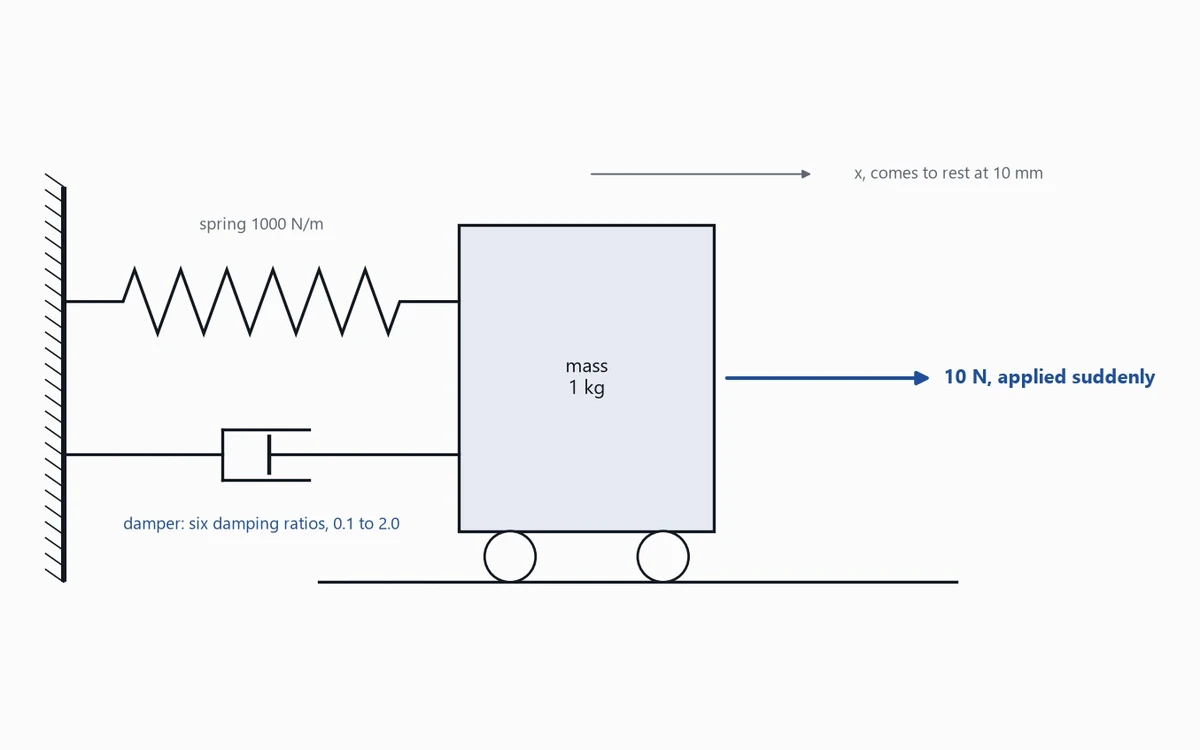 x, comes to rest at 10 mm
spring 1000 N/m
mass
1 kg
10 N, applied suddenly
damper: six damping ratios, 0.1 to 2.0